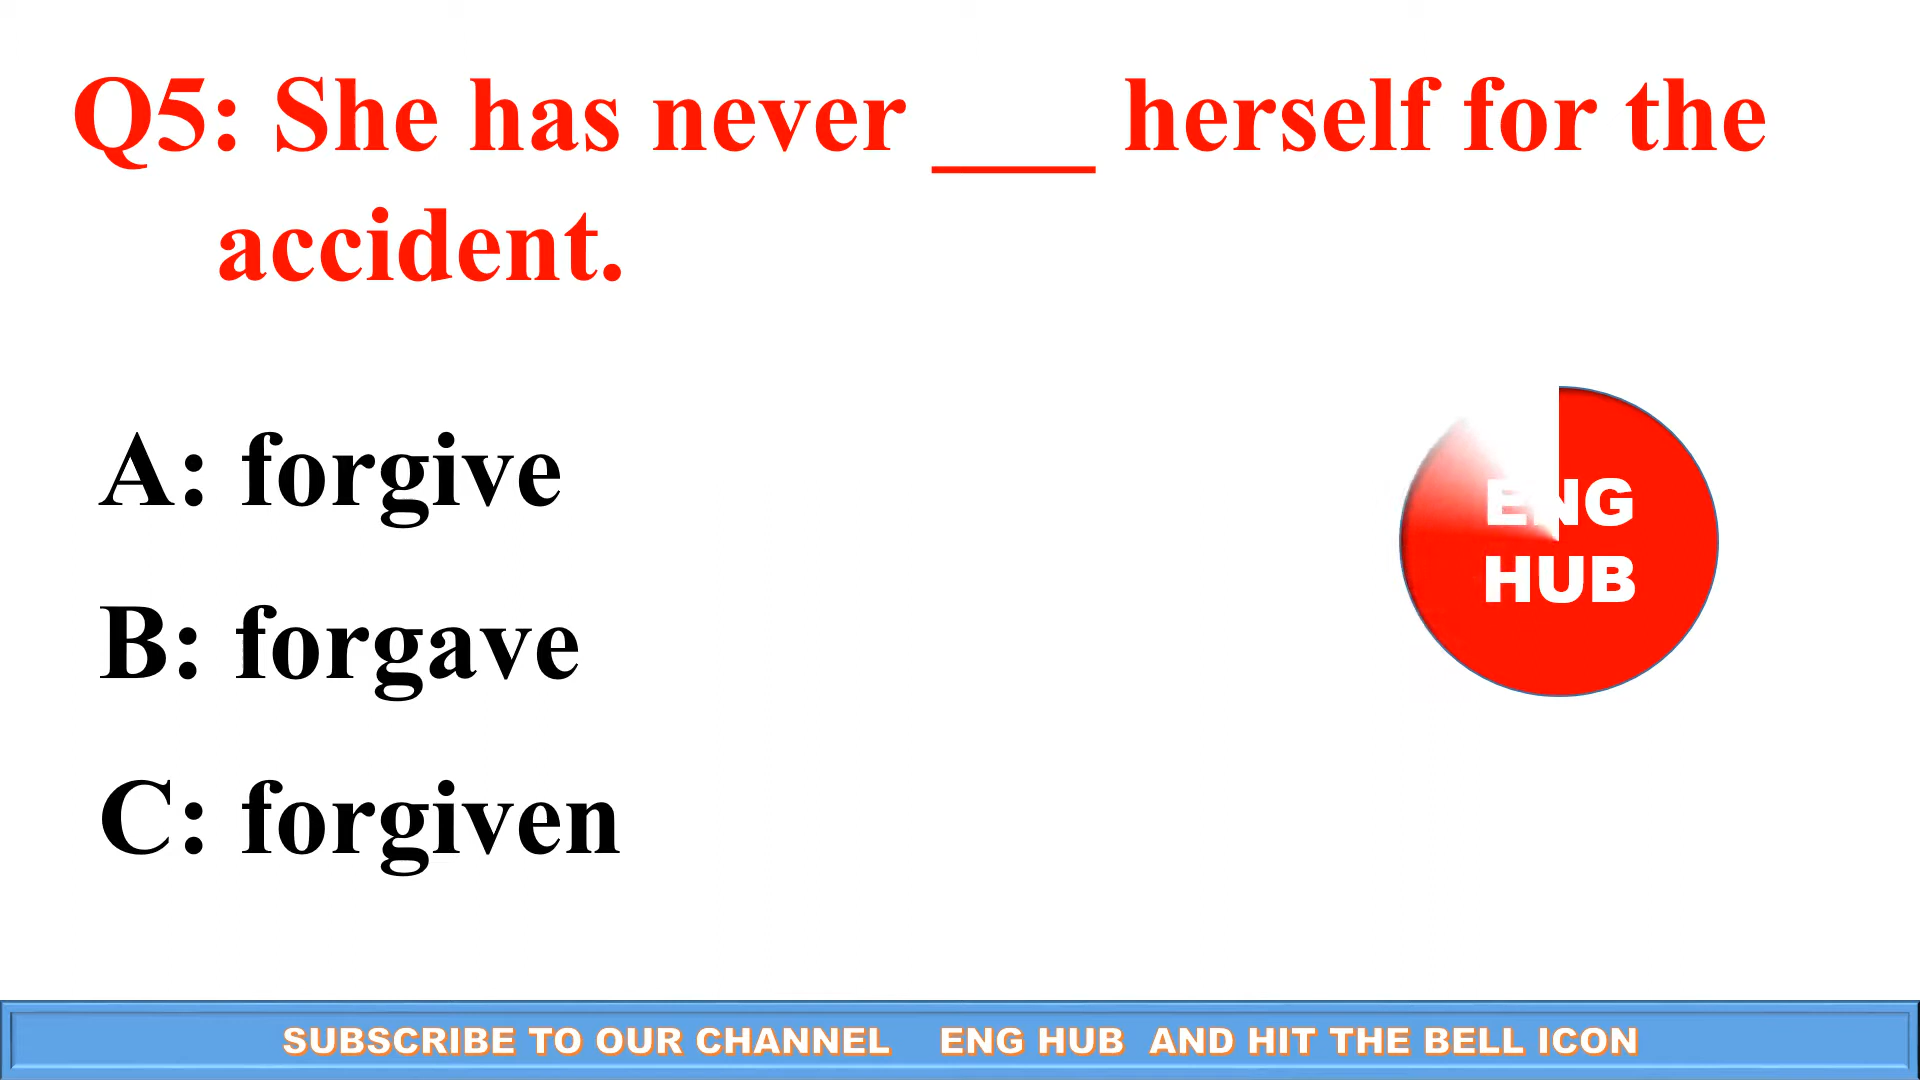 Q5: She has never ___ herself for the
accident.
A: forgive
B: forgave
C: forgiven
ENG
HUB
SUBSCRIBE TO OUR CHANNEL ENG HUB AND HIT THE BELL ICON